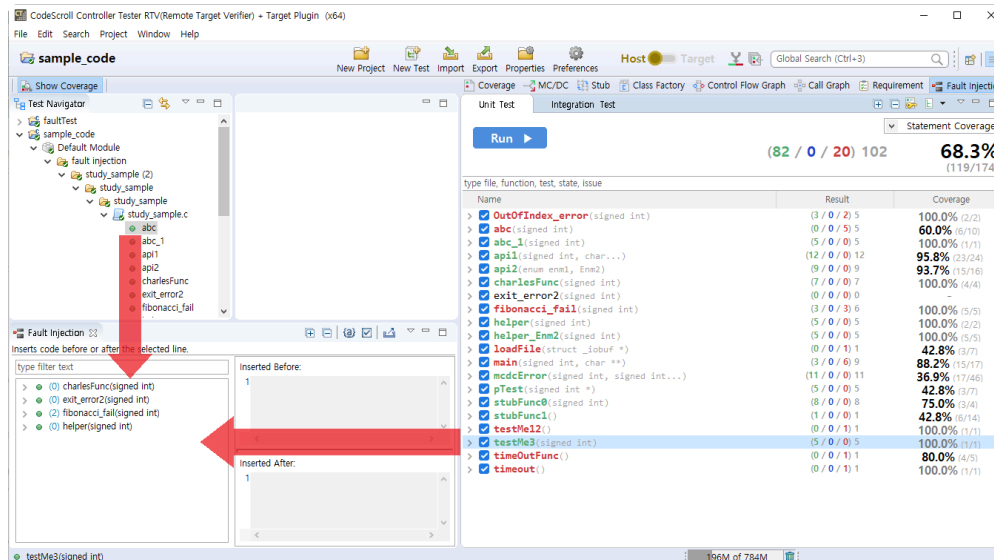 CodeScroll Controller Tester RTV(Remote Target Verifier) + Target Plugin (x64)
File Edit Search Project Window Help
sample_code
New Project New Test Import Export Properties Preferences
Host Target
Global Search (Ctrl+3)
Show Coverage
Coverage MC/DC Stub Class Factory Control Flow Graph Call Graph Requirement Fault Injectio
Test Navigator
faultTest
sample_code
Default Module
fault injection
study_sample (2)
study_sample
study_sample
study_sample.c
abc
abc_1
api1
api2
charlesFunc
exit_error2
fibonacci_fail
Fault Injection
Inserts code before or after the selected line.
type filter text
(0) charlesFunc(signed int)
(0) exit_error2(signed int)
(2) fibonacci_fail(signed int)
(0) helper(signed int)
Inserted Before:
1
Inserted After:
1
Unit Test Integration Test
Run
Statement Coverage
(82 / 0 / 20) 102
68.3%
(119/174
type file, function, test, state, issue
Name Result Coverage
OutOfIndex_error(signed int) (3 / 0 / 2) 5 100.0% (2/2)
abc(signed int) (0 / 0 / 5) 5 60.0% (6/10)
abc_1(signed int) (5 / 0 / 0) 5 100.0% (1/1)
api1(signed int, char...) (12 / 0 / 0) 12 95.8% (23/24)
api2(enum enm1, Enm2) (9 / 0 / 0) 9 93.7% (15/16)
charlesFunc(signed int) (7 / 0 / 0) 7 100.0% (4/4)
exit_error2(signed int) (0 / 0 / 0) 0 -
fibonacci_fail(signed int) (3 / 0 / 3) 6 100.0% (5/5)
helper(signed int) (5 / 0 / 0) 5 100.0% (2/2)
helper_Enm2(signed int) (5 / 0 / 0) 5 100.0% (5/5)
loadFile(struct _iobuf *) (0 / 0 / 1) 1 42.8% (3/7)
main(signed int, char **) (3 / 0 / 6) 9 88.2% (15/17)
mcdcError(signed int, signed int...) (11 / 0 / 0) 11 36.9% (17/46)
pTest(signed int *) (5 / 0 / 0) 5 42.8% (3/7)
stubFunc0(signed int) (8 / 0 / 0) 8 75.0% (3/4)
stubFunc1() (1 / 0 / 0) 1 42.8% (6/14)
testMe12() (0 / 0 / 1) 1 100.0% (1/1)
testMe3(signed int) (5 / 0 / 0) 5 100.0% (1/1)
timeOutFunc() (0 / 0 / 1) 1 80.0% (4/5)
timeout() (0 / 0 / 1) 1 100.0% (1/1)
testMe3(signed int)
196M of 784M